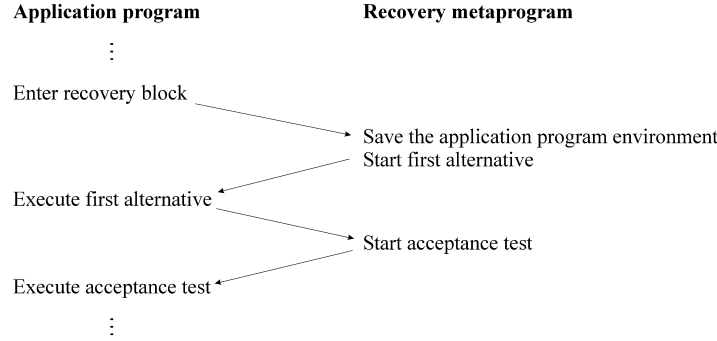 Application program
Recovery metaprogram
⋮
Enter recovery block
Save the application program environment
Start first alternative
Execute first alternative
Start acceptance test
Execute acceptance test
⋮